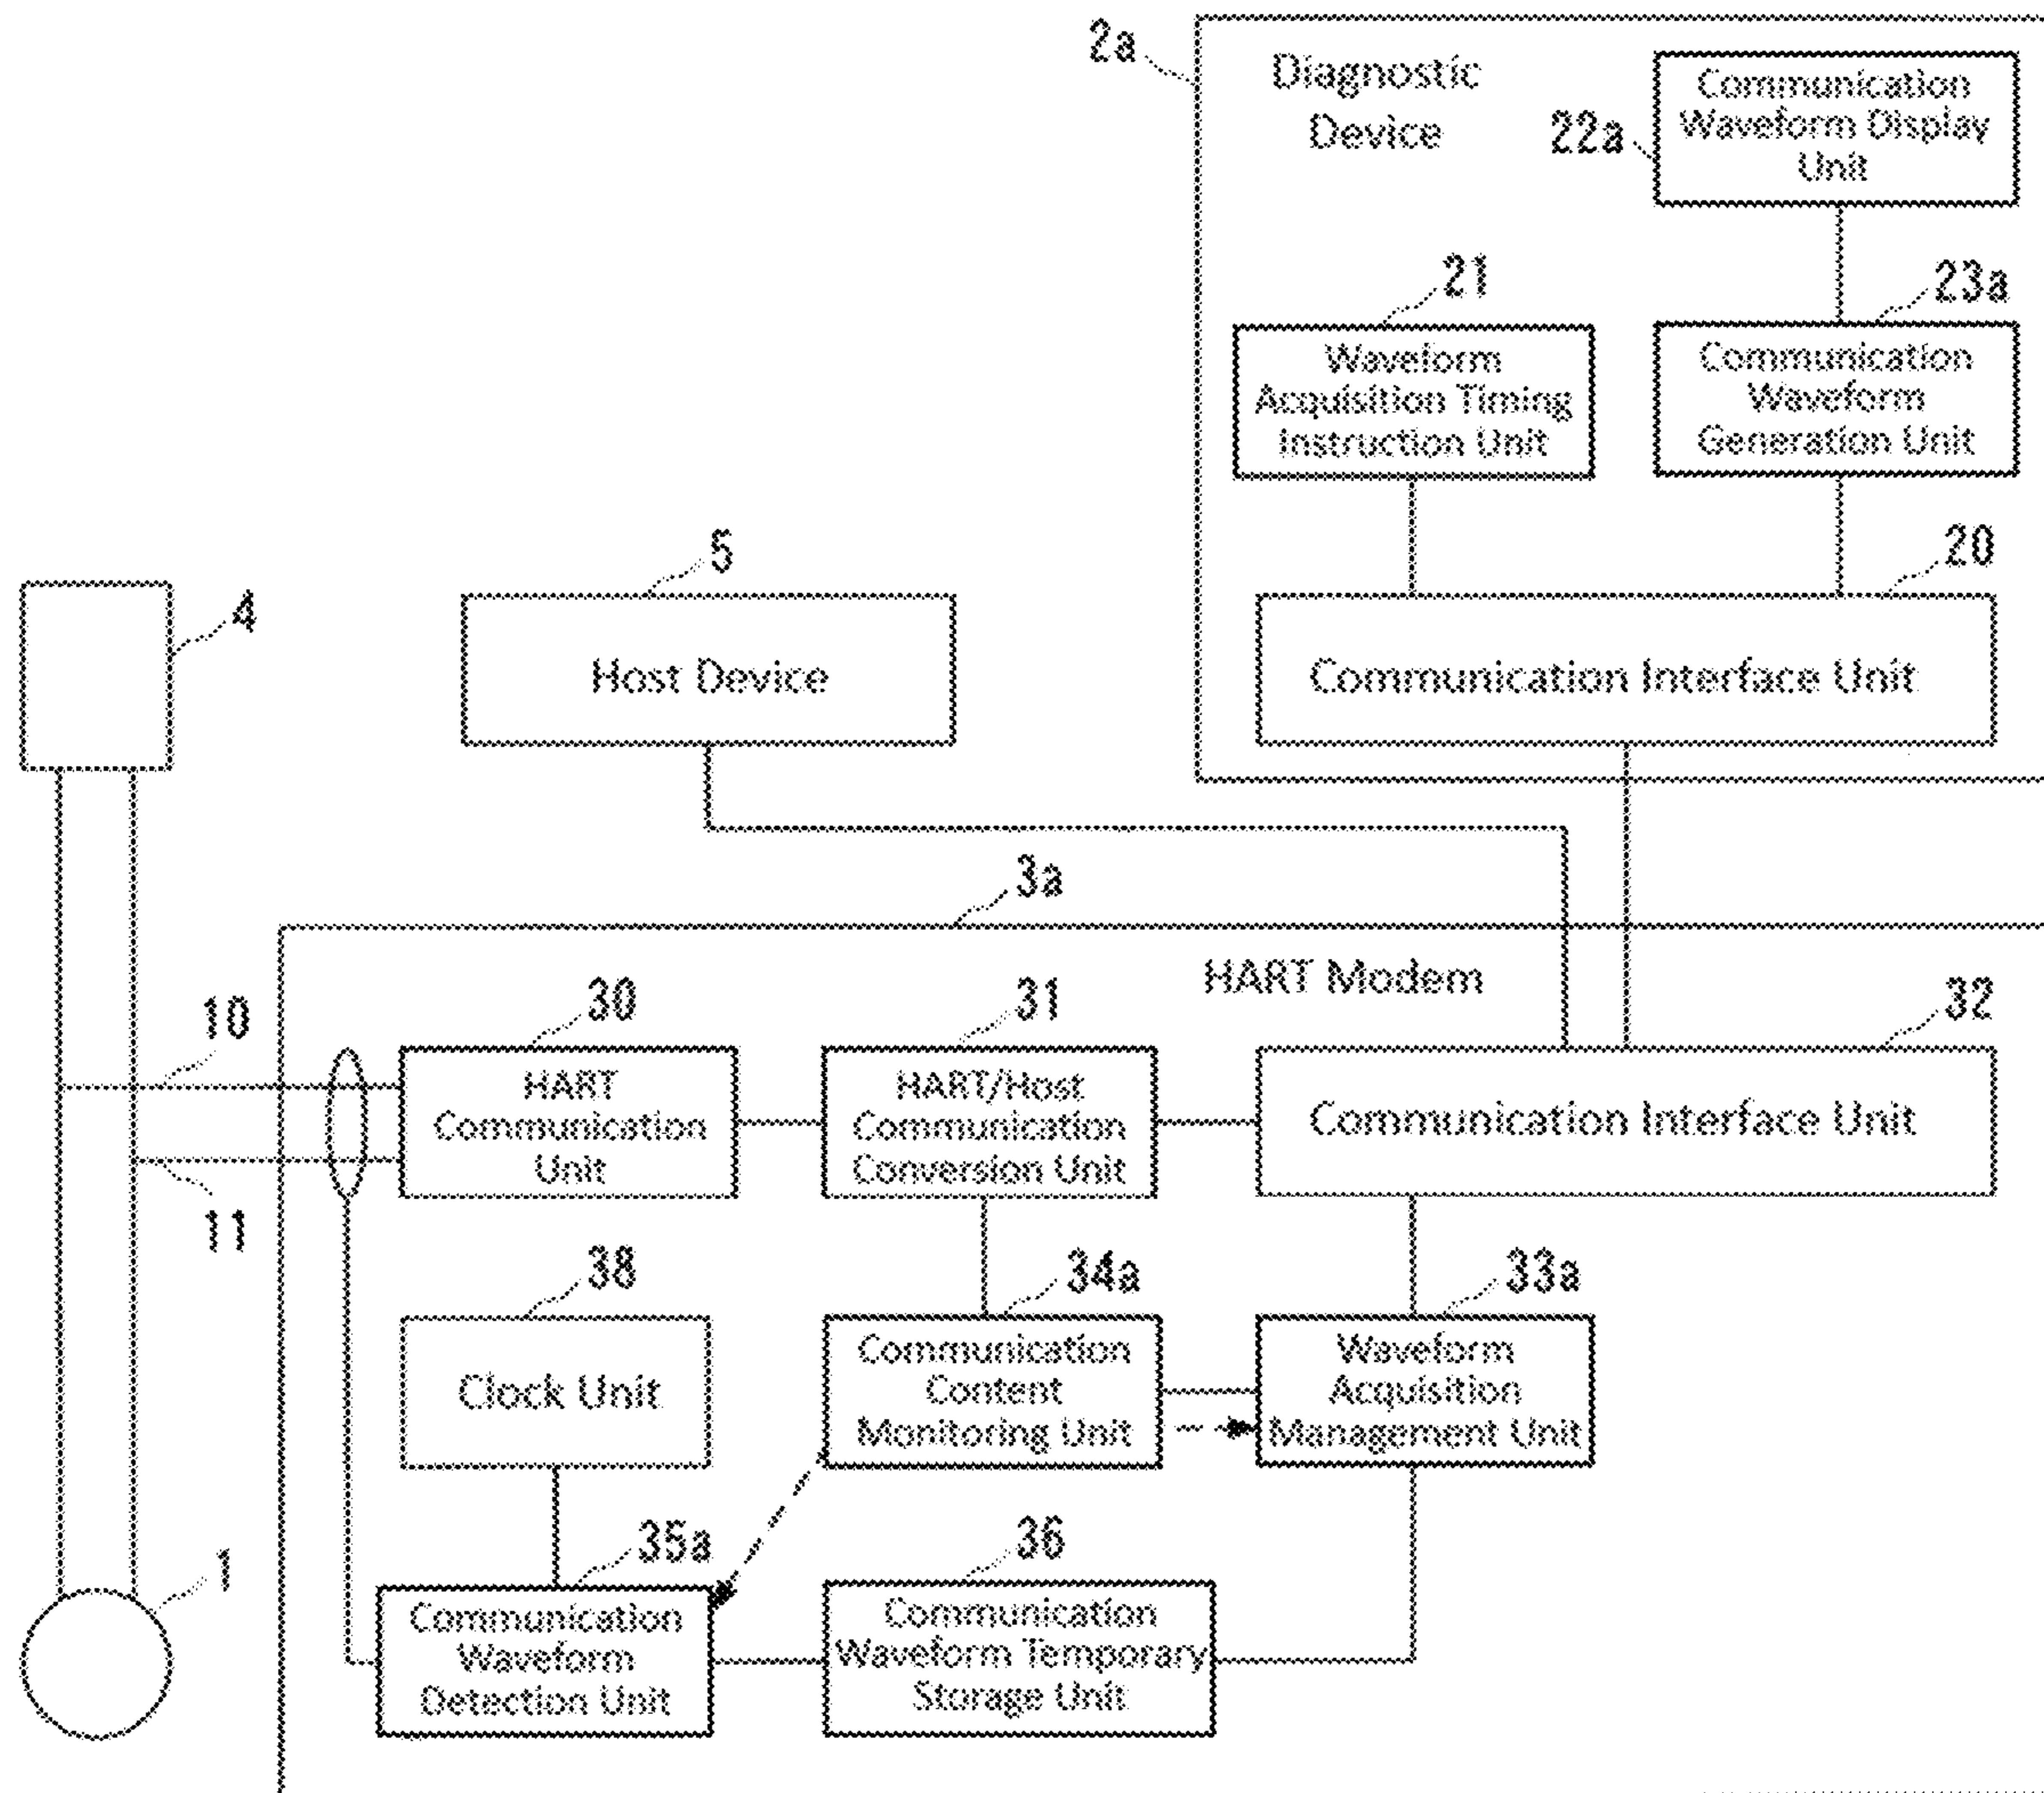 2a
Diagnostic
Device
22a
Communication
Waveform Display
Unit
21
Waveform
Acquisition Timing
Instruction Unit
23a
Communication
Waveform
Generation Unit
20
Communication Interface Unit
4
5
Host Device
3a
HART Modem
10
11
30
HART
Communication
Unit
31
HART/Host
Communication
Conversion Unit
32
Communication Interface Unit
38
Clock Unit
34a
Communication
Content
Monitoring Unit
33a
Waveform
Acquisition
Management Unit
1
35a
Communication
Waveform
Detection Unit
36
Communication
Waveform Temporary
Storage Unit